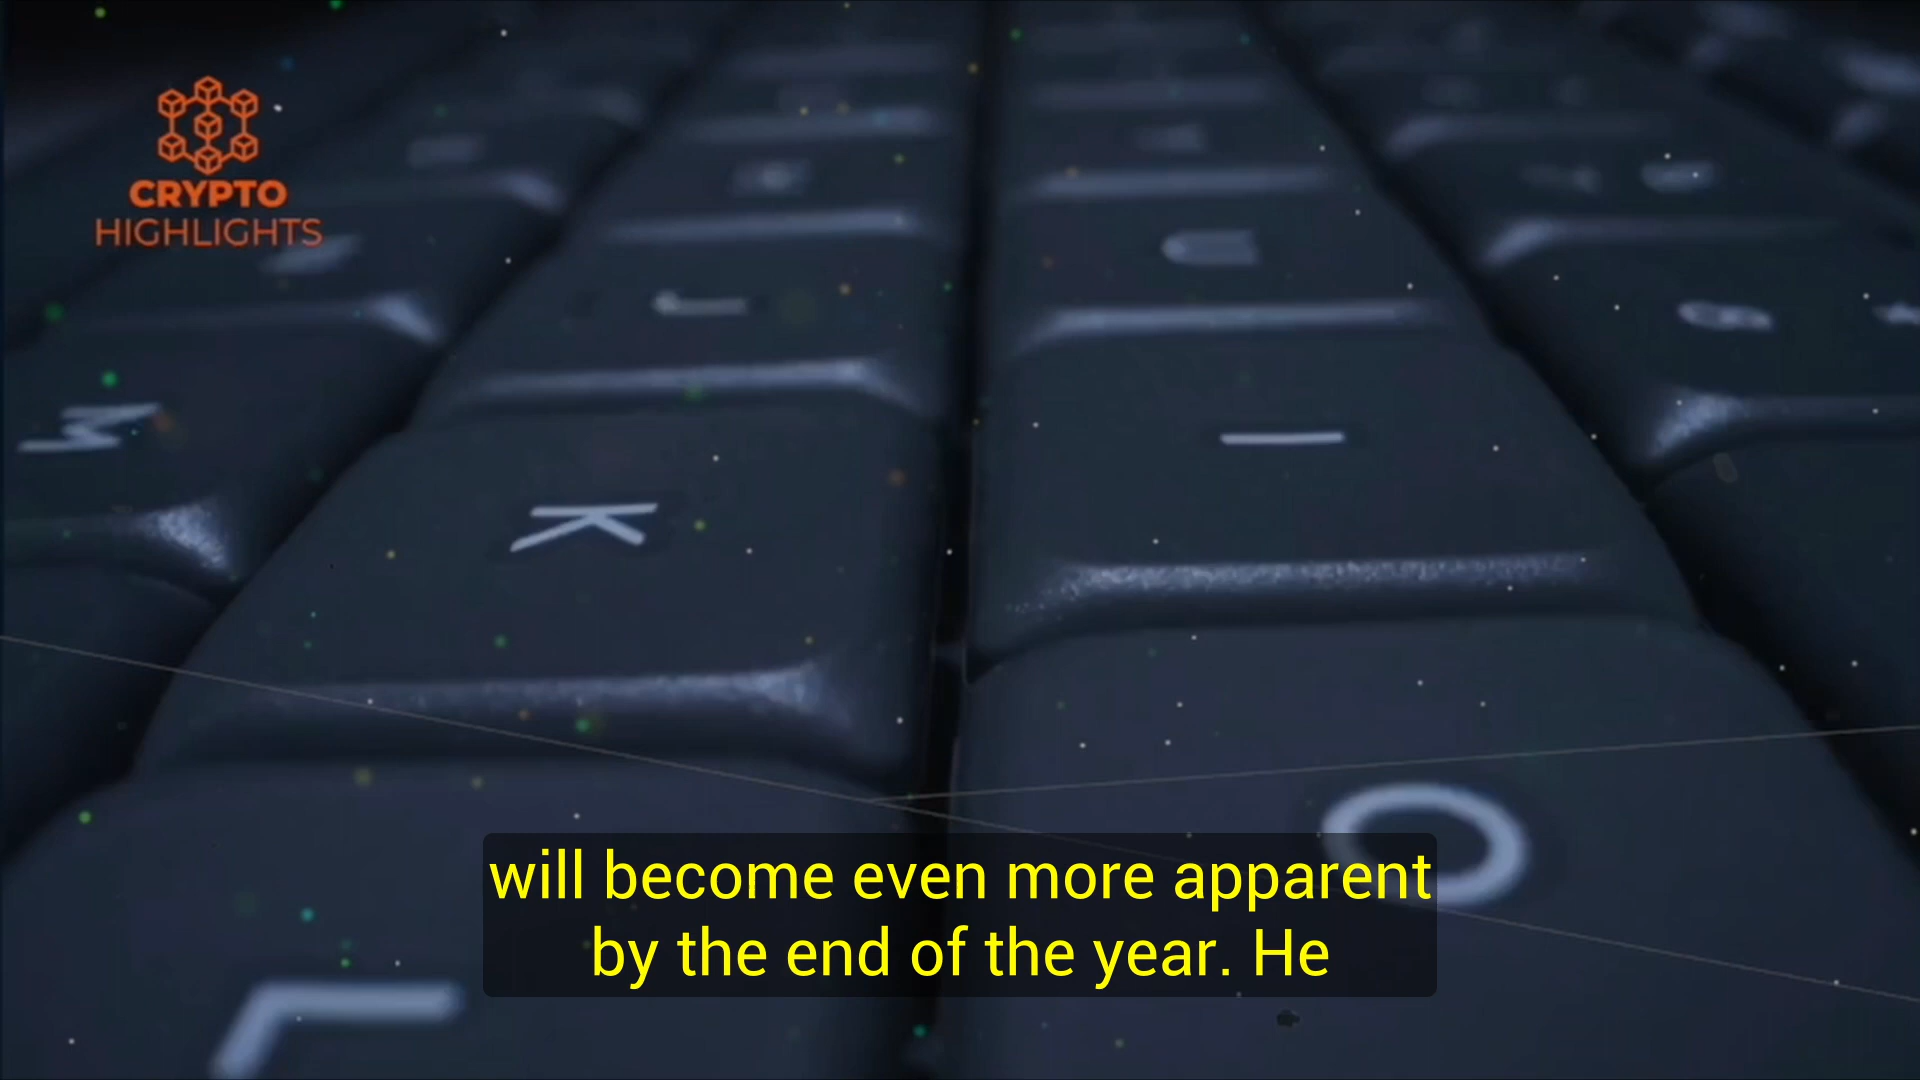 CRYPTO
HIGHLIGHTS
J
U
M
K
I
O
L
will become even more apparent
by the end of the year. He